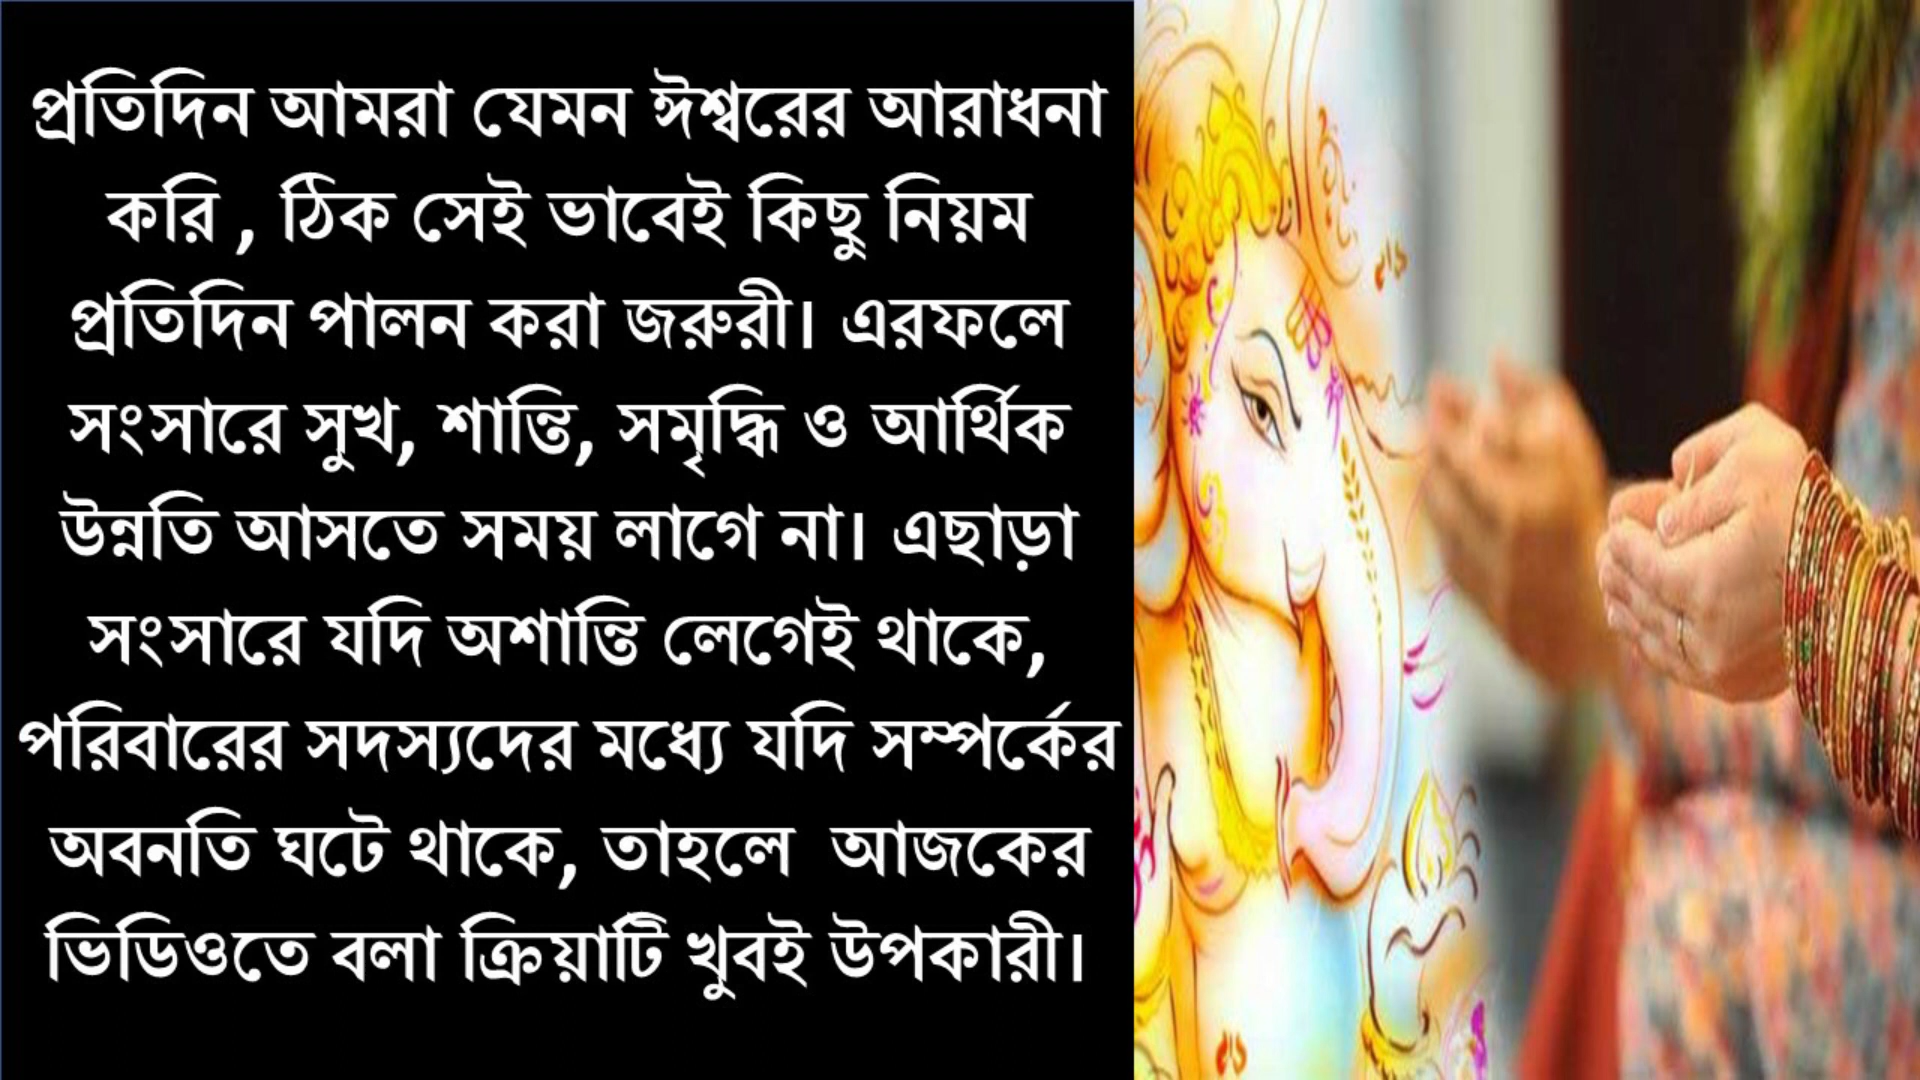 প্রতিদিন আমরা যেমন ঈশ্বরের আরাধনা
করি , ঠিক সেই ভাবেই কিছু নিয়ম
প্রতিদিন পালন করা জরুরী। এরফলে
সংসারে সুখ, শান্তি, সমৃদ্ধি ও আর্থিক
উন্নতি আসতে সময় লাগে না। এছাড়া
সংসারে যদি অশান্তি লেগেই থাকে,
পরিবারের সদস্যদের মধ্যে যদি সম্পর্কের
অবনতি ঘটে থাকে, তাহলে  আজকের
ভিডিওতে বলা ক্রিয়াটি খুবই উপকারী।